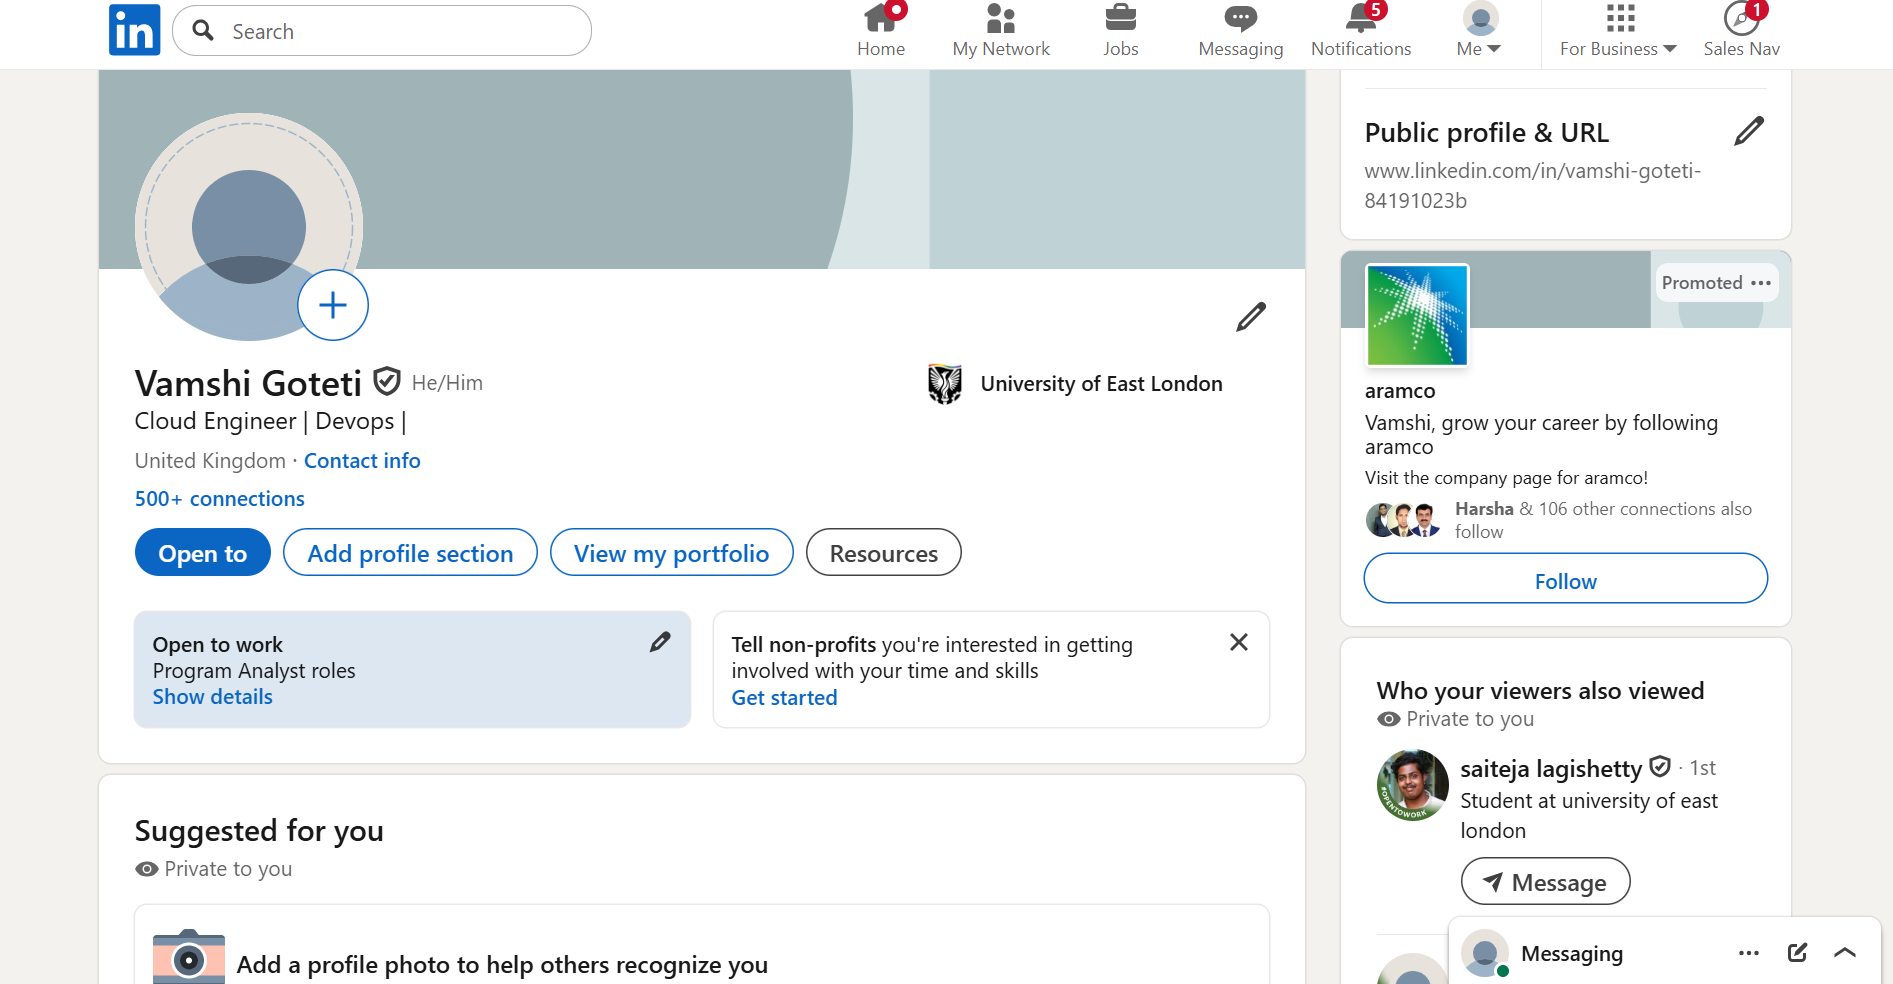 in
Search
Home
My Network
Jobs
Messaging
5
Notifications
Me
For Business
1
Sales Nav
Vamshi Goteti He/Him
Cloud Engineer | Devops |
United Kingdom · Contact info
500+ connections
University of East London
Open to
Add profile section
View my portfolio
Resources
Open to work
Program Analyst roles
Show details
Tell non-profits you're interested in getting
involved with your time and skills
Get started
Suggested for you
Private to you
Add a profile photo to help others recognize you
Public profile & URL
www.linkedin.com/in/vamshi-goteti-
84191023b
Promoted
aramco
Vamshi, grow your career by following
aramco
Visit the company page for aramco!
Harsha & 106 other connections also
follow
Follow
Who your viewers also viewed
Private to you
#OPENTOWORK
saiteja lagishetty · 1st
Student at university of east
london
Message
Messaging